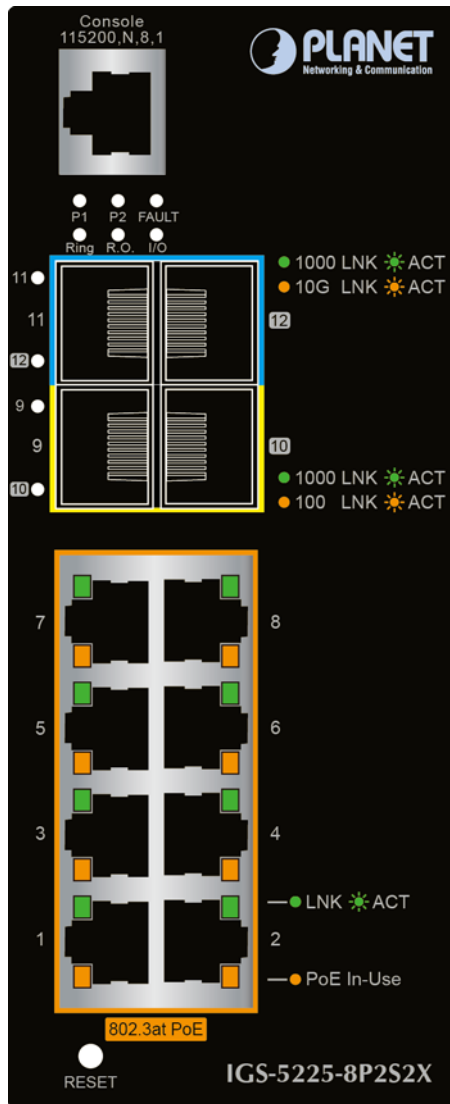 Console
115200,N,8,1
PLANET
Networking & Communication
P1 P2 FAULT
Ring R.O. I/O
11
11
12
12
1000 LNK ACT
10G LNK ACT
9
9
10
10
1000 LNK ACT
100 LNK ACT
7
8
5
6
3
4
1
2
LNK ACT
PoE In-Use
802.3at PoE
RESET
IGS-5225-8P2S2X